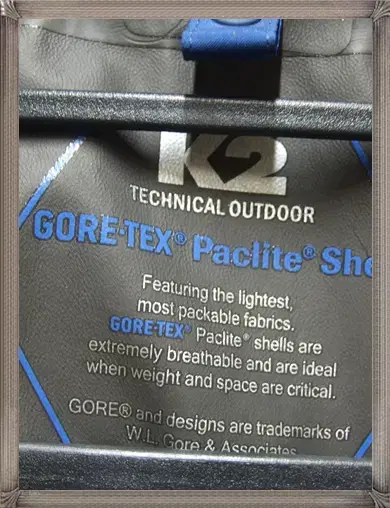 K2
TECHNICAL OUTDOOR
GORE-TEX® Paclite® She
Featuring the lightest,
most packable fabrics.
GORE-TEX® Paclite® shells are
extremely breathable and are ideal
when weight and space are critical.
GORE® and designs are trademarks of
W.L. Gore & Associates